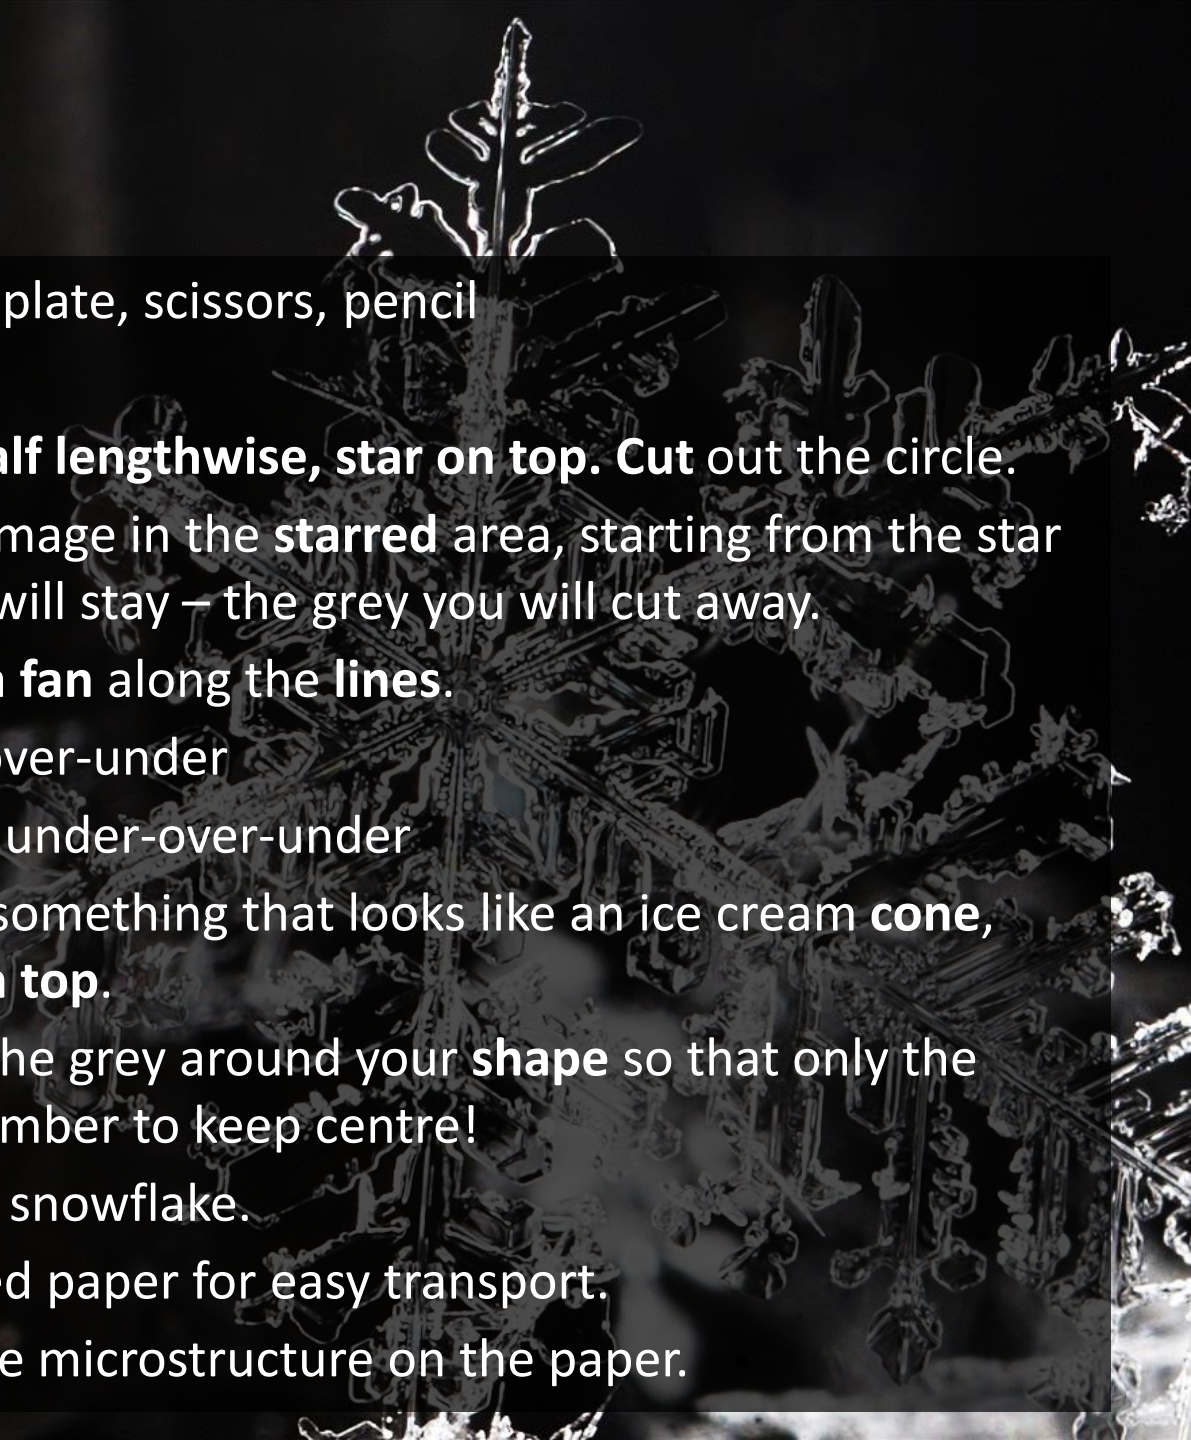 plate, scissors, pencil
alf lengthwise, star on top. Cut out the circle.
mage in the starred area, starting from the star
will stay – the grey you will cut away.
fan along the lines.
over-under
under-over-under
something that looks like an ice cream cone,
top.
he grey around your shape so that only the
mber to keep centre!
snowflake.
ed paper for easy transport.
e microstructure on the paper.